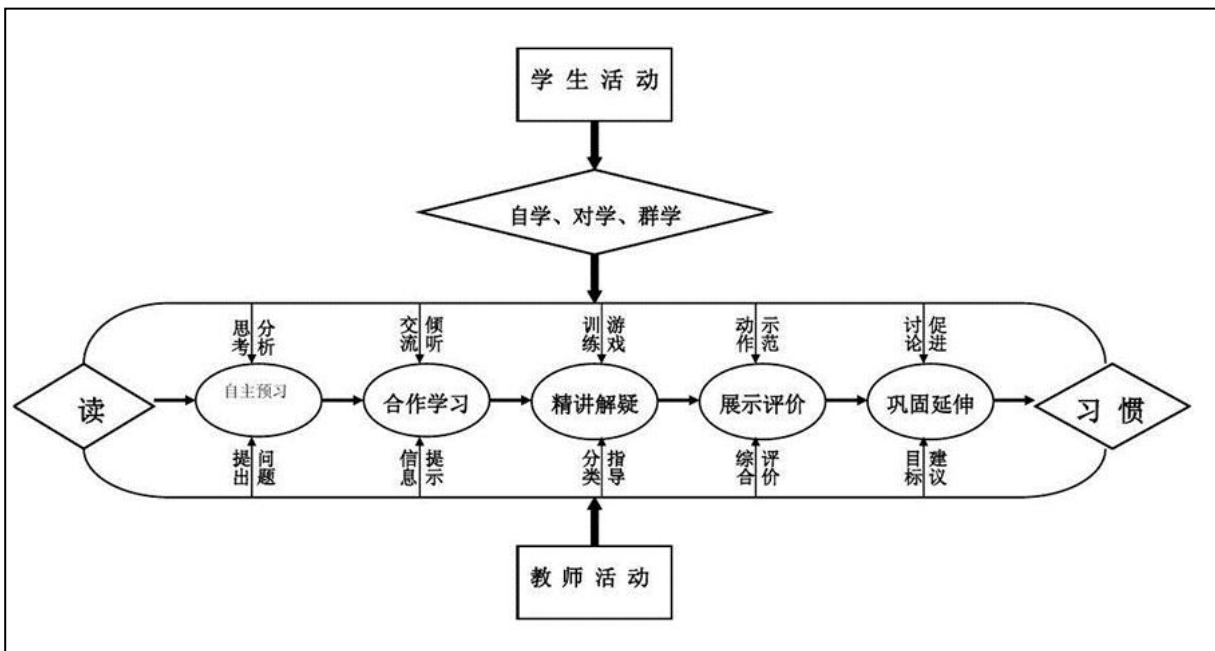 学 生 活 动
自学、对学、群学
思考
分析
交流
倾听
训练
游戏
动作
示范
讨论
促进
读
自主预习
合作学习
精讲解疑
展示评价
巩固延伸
习 惯
提出
问题
信息
提示
分类
指导
综合
评价
目标
建议
教 师 活 动